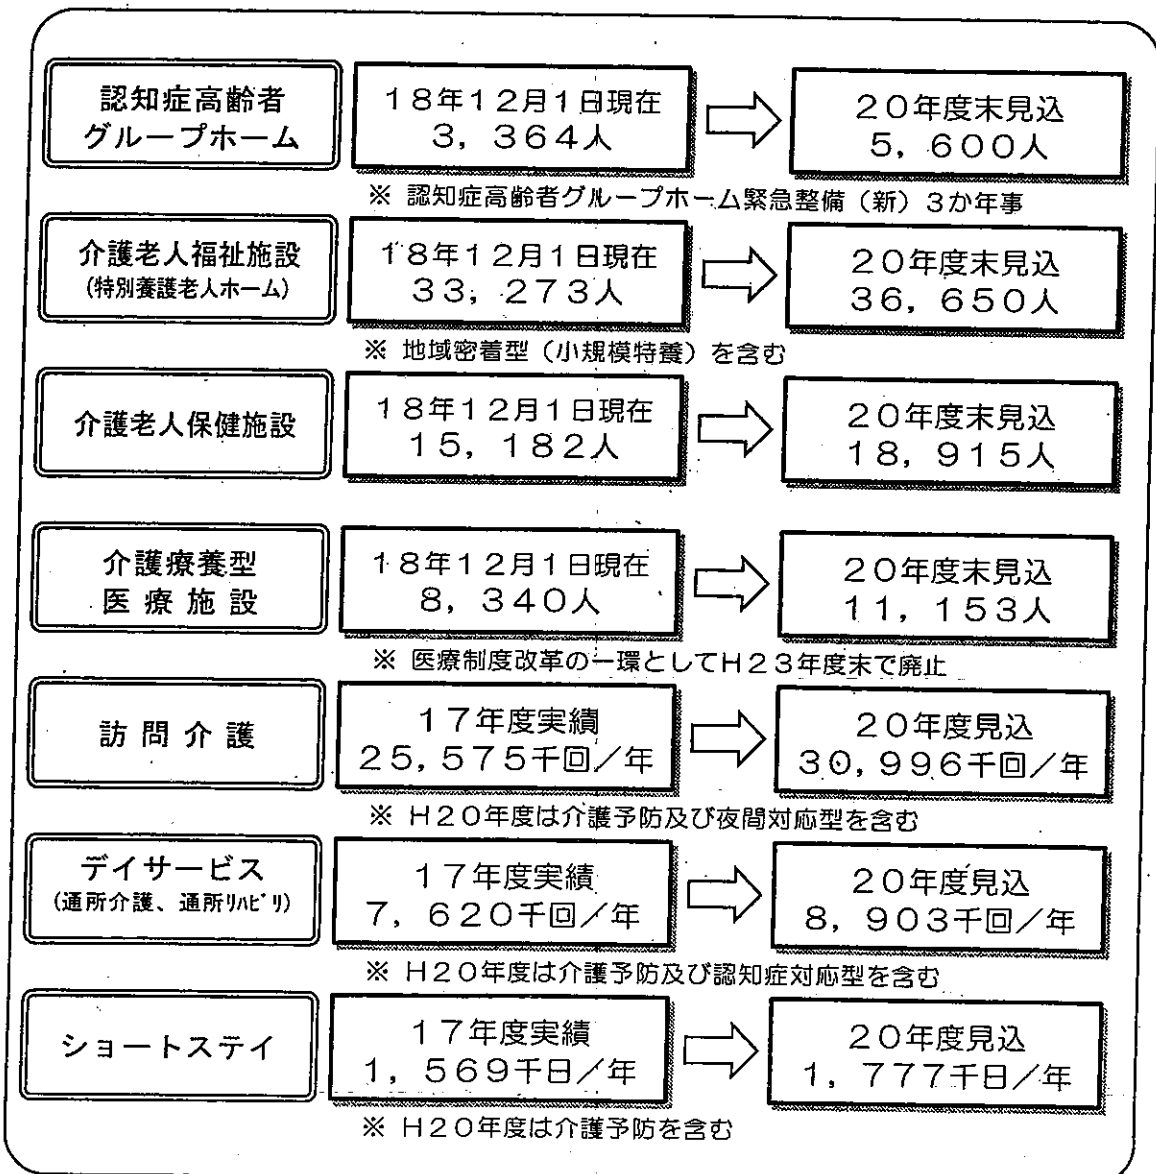 認知症高齢者
グループホーム
18年12月1日現在
3,364人
20年度末見込
5,600人
※ 認知症高齢者グループホーム緊急整備(新)3か年事
介護老人福祉施設
(特別養護老人ホーム)
18年12月1日現在
33,273人
20年度末見込
36,650人
※ 地域密着型(小規模特養)を含む
介護老人保健施設
18年12月1日現在
15,182人
20年度末見込
18,915人
介護療養型
医療施設
18年12月1日現在
8,340人
20年度末見込
11,153人
※ 医療制度改革の一環としてH23年度末で廃止
訪問介護
17年度実績
25,575千回/年
20年度見込
30,996千回/年
※ H20年度は介護予防及び夜間対応型を含む
デイサービス
(通所介護、通所リハビリ)
17年度実績
7,620千回/年
20年度見込
8,903千回/年
※ H20年度は介護予防及び認知症対応型を含む
ショートステイ
17年度実績
1,569千日/年
20年度見込
1,777千日/年
※ H20年度は介護予防を含む